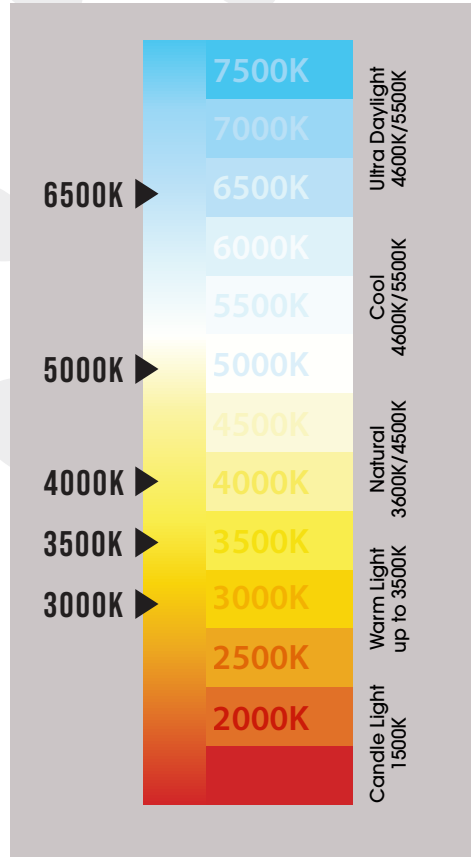 6500K
5000K
4000K
3500K
3000K
7500K
7000K
6500K
6000K
5500K
5000K
4500K
4000K
3500K
3000K
2500K
2000K
Ultra Daylight
4600K/5500K
Cool
4600K/5500K
Natural
3600K/4500K
Warm Light
up to 3500K
Candle Light
1500K